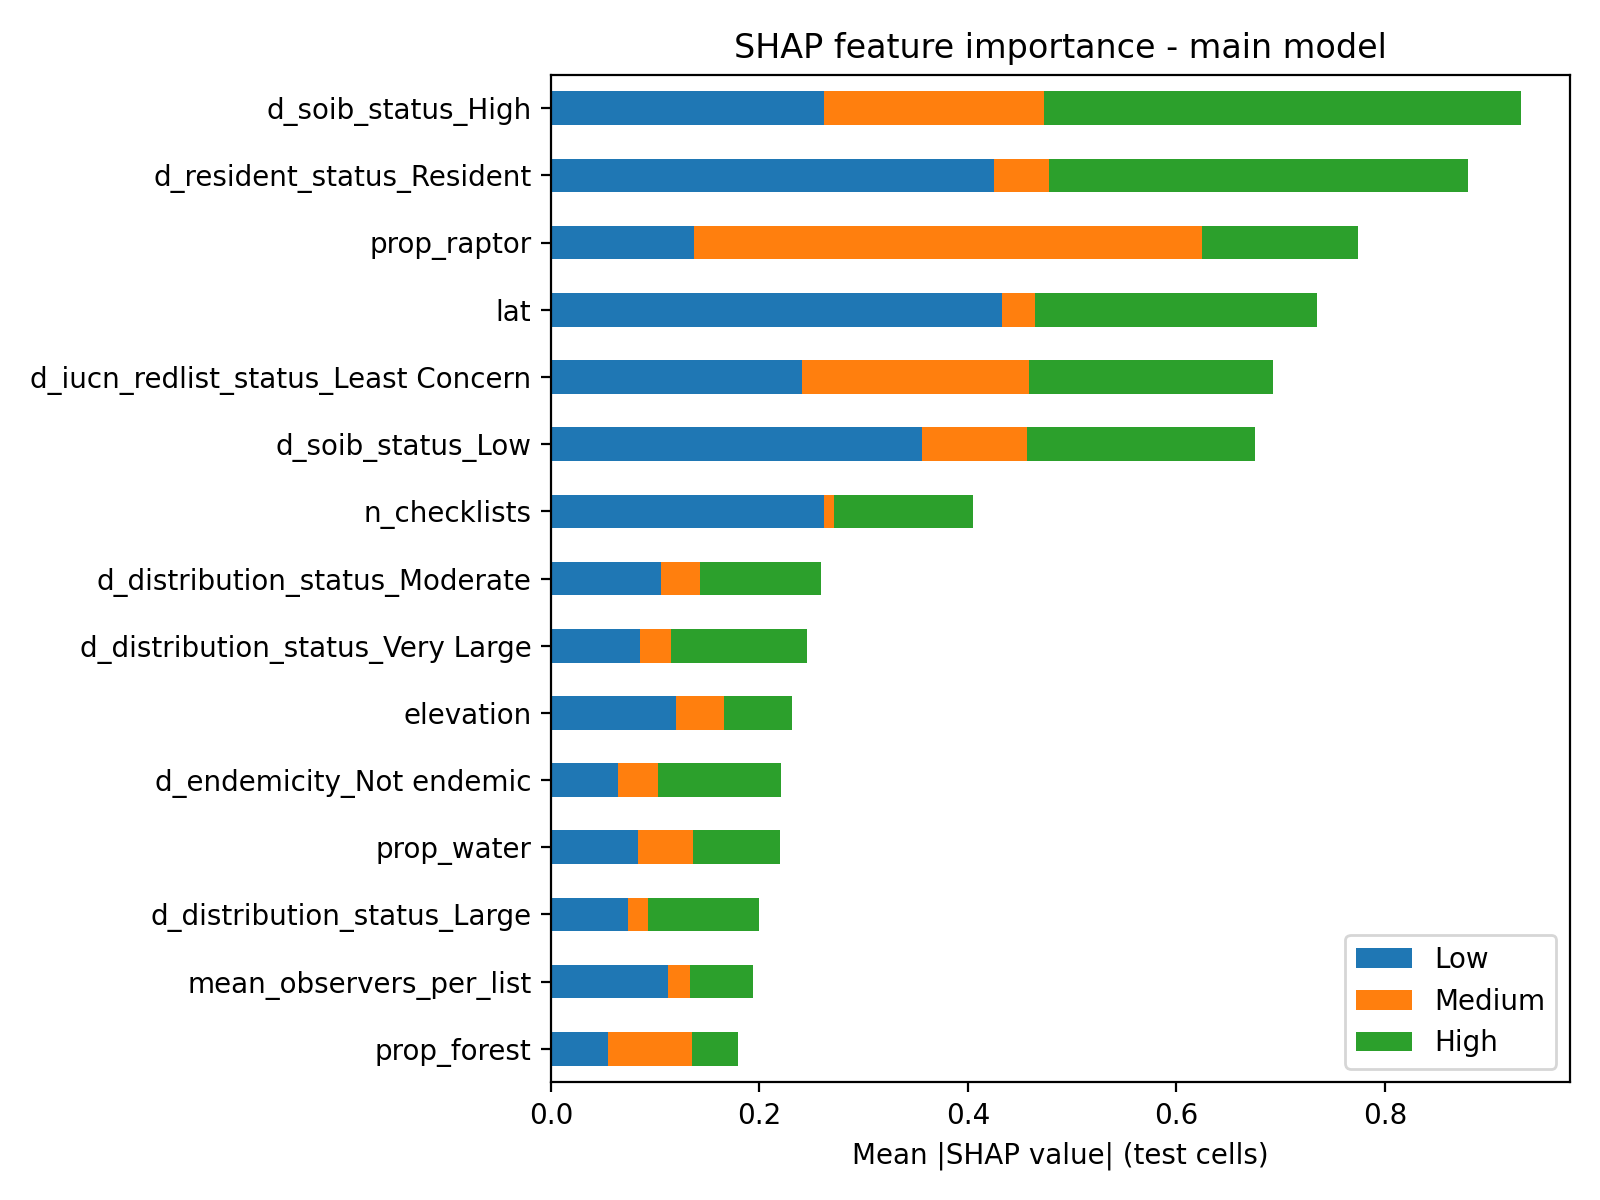 SHAP feature importance - main model
d_soib_status_High
d_resident_status_Resident
prop_raptor
lat
d_iucn_redlist_status_Least Concern
d_soib_status_Low
n_checklists
d_distribution_status_Moderate
d_distribution_status_Very Large
elevation
d_endemicity_Not endemic
prop_water
d_distribution_status_Large
mean_observers_per_list
prop_forest
Low
Medium
High
0.0 0.2 0.4 0.6 0.8
Mean |SHAP value| (test cells)